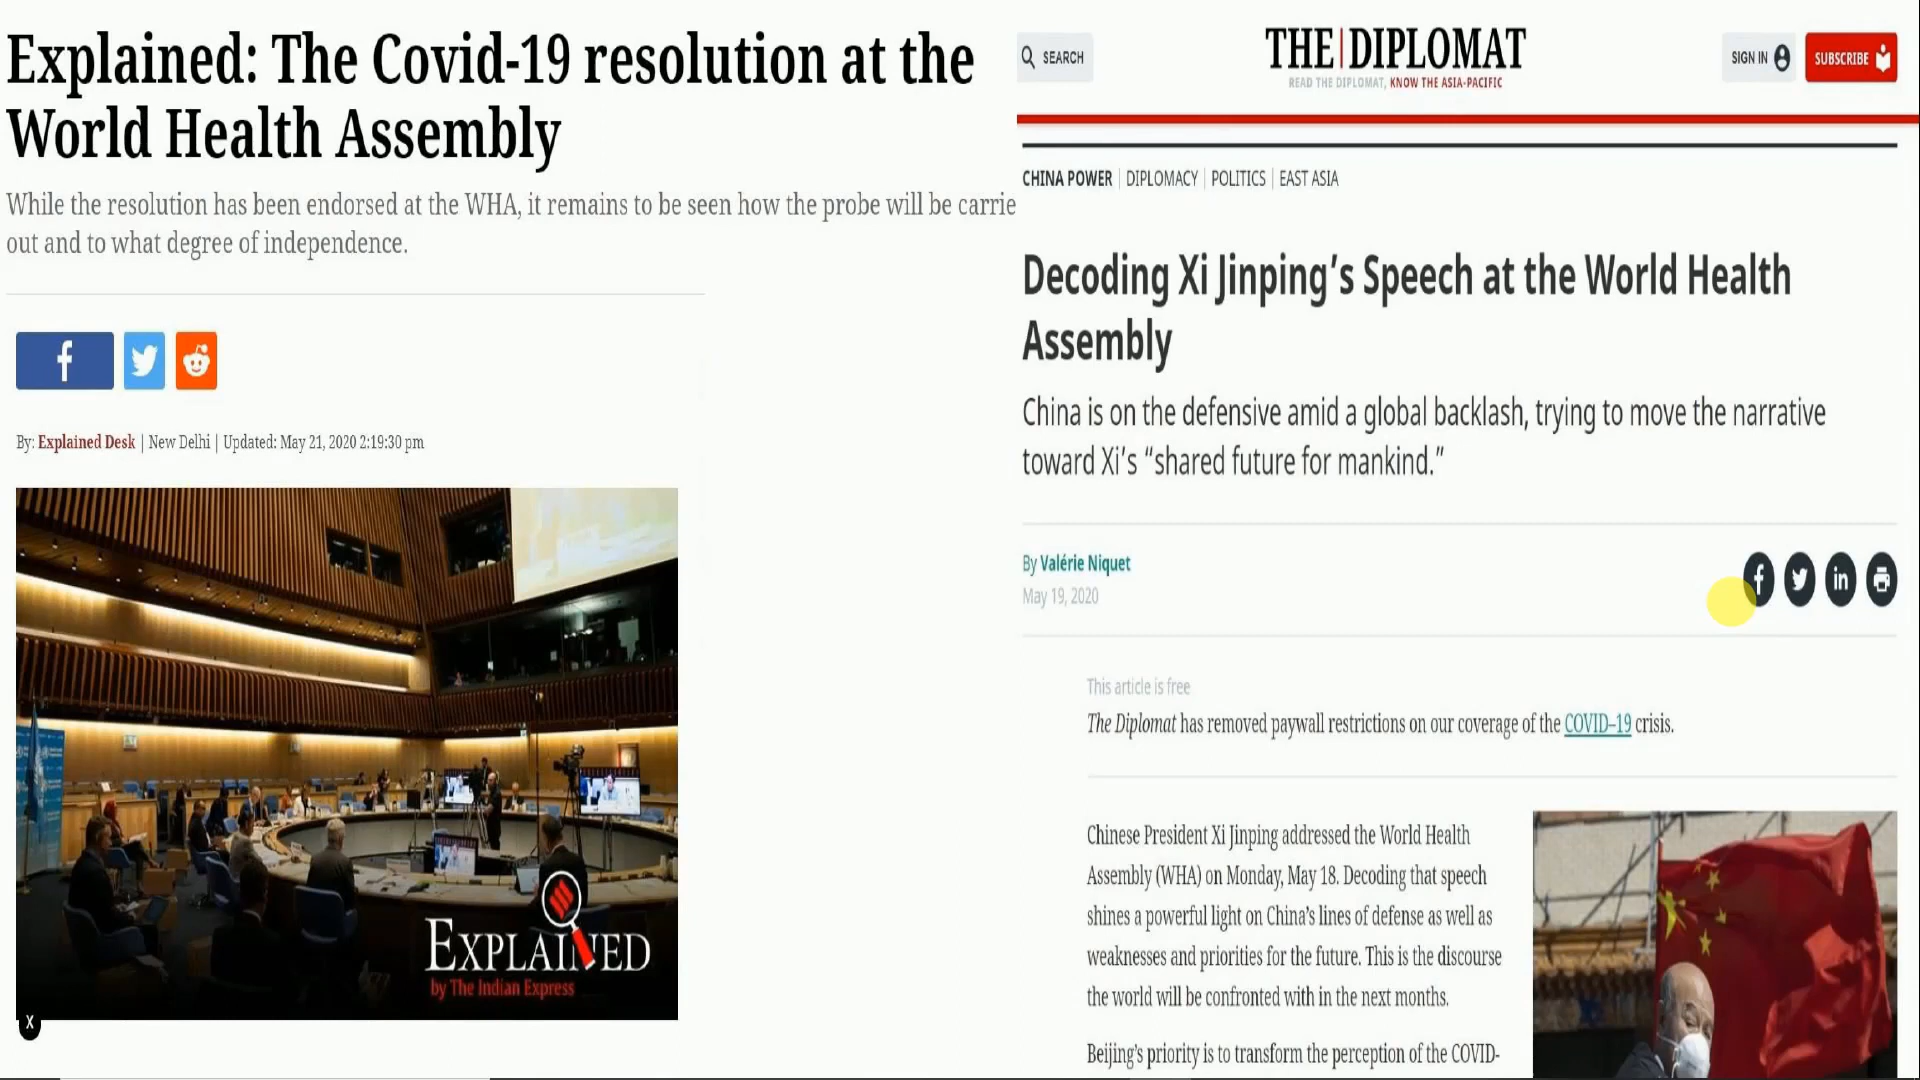 Explained: The Covid-19 resolution at the
World Health Assembly
While the resolution has been endorsed at the WHA, it remains to be seen how the probe will be carrie
out and to what degree of independence.
By: Explained Desk | New Delhi | Updated: May 21, 2020 2:19:30 pm
EXPLAINED
by The Indian Express
X
SEARCH
THE|DIPLOMAT
READ THE DIPLOMAT, KNOW THE ASIA-PACIFIC
SIGN IN
SUBSCRIBE
CHINA POWER | DIPLOMACY | POLITICS | EAST ASIA
Decoding Xi Jinping’s Speech at the World Health
Assembly
China is on the defensive amid a global backlash, trying to move the narrative
toward Xi’s “shared future for mankind.”
By Valérie Niquet
May 19, 2020
This article is free
The Diplomat has removed paywall restrictions on our coverage of the COVID–19 crisis.
Chinese President Xi Jinping addressed the World Health
Assembly (WHA) on Monday, May 18. Decoding that speech
shines a powerful light on China’s lines of defense as well as
weaknesses and priorities for the future. This is the discourse
the world will be confronted with in the next months.
Beijing’s priority is to transform the perception of the COVID-